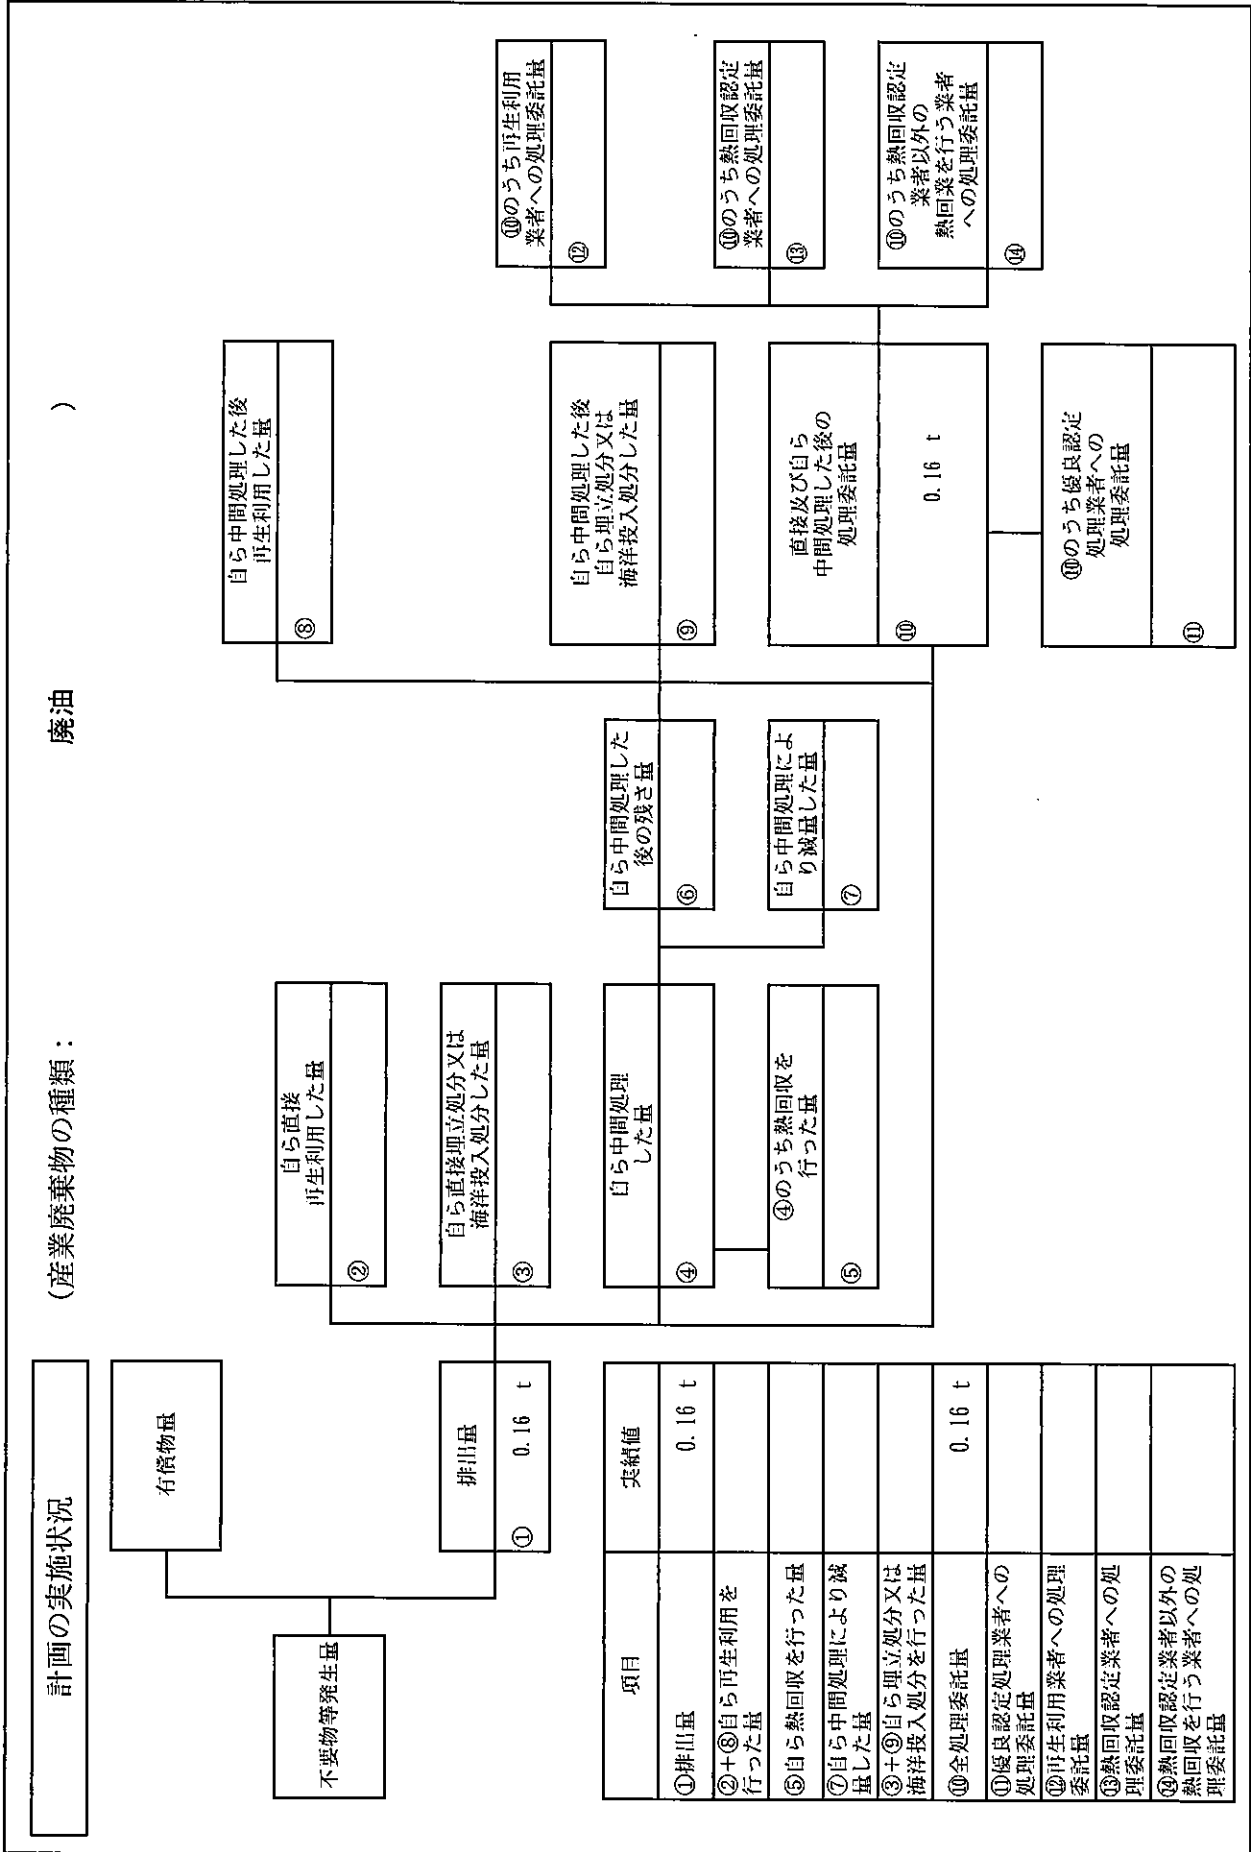 計画の実施状況
(産業廃棄物の種類:
廃油
)
不要物等発生量
有償物量
排出量
① 0.16 t
自ら直接
再生利用した量
②
自ら直接埋立処分又は
海洋投入処分した量
③
自ら中間処理
した量
④
④のうち熱回収を
行った量
⑤
自ら中間処理した
後の残さ量
⑥
自ら中間処理によ
り減量した量
⑦
自ら中間処理した後
再生利用した量
⑧
自ら中間処理した後
自ら埋立処分又は
海洋投入処分した量
⑨
直接及び自ら
中間処理した後の
処理委託量
⑩ 0.16 t
⑩のうち優良認定
処理業者への
処理委託量
⑪
⑩のうち再生利用
業者への処理委託量
⑫
⑩のうち熱回収認定
業者への処理委託量
⑬
⑩のうち熱回収認定
業者以外の
熱回業を行う業者
への処理委託量
⑭
項目 実績値
①排出量 0.16 t
②+⑧自ら再生利用を
行った量
⑤自ら熱回収を行った量
⑦自ら中間処理により減
量した量
③+⑨自ら埋立処分又は
海洋投入処分を行った量
⑩全処理委託量 0.16 t
⑪優良認定処理業者への
処理委託量
⑫再生利用業者への処理
委託量
⑬熱回収認定業者への処
理委託量
⑭熱回収認定業者以外の
熱回収を行う業者への処
理委託量